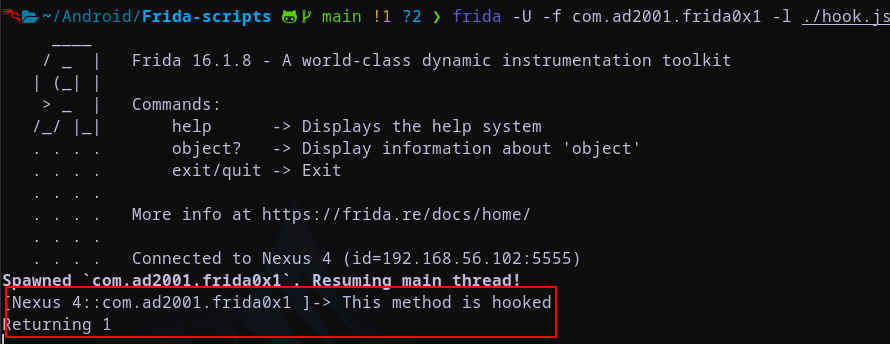 ~/Android/Frida-scripts main !1 ?2 ❯ frida -U -f com.ad2001.frida0x1 -l ./hook.js
____
/ _  |   Frida 16.1.8 - A world-class dynamic instrumentation toolkit
| (_| |
> _  |   Commands:
/_/ |_|       help      -> Displays the help system
. . . .       object?   -> Display information about 'object'
. . . .       exit/quit -> Exit
. . . .
. . . .   More info at https://frida.re/docs/home/
. . . .
. . . .   Connected to Nexus 4 (id=192.168.56.102:5555)
Spawned `com.ad2001.frida0x1`. Resuming main thread!
[Nexus 4::com.ad2001.frida0x1 ]-> This method is hooked
Returning 1